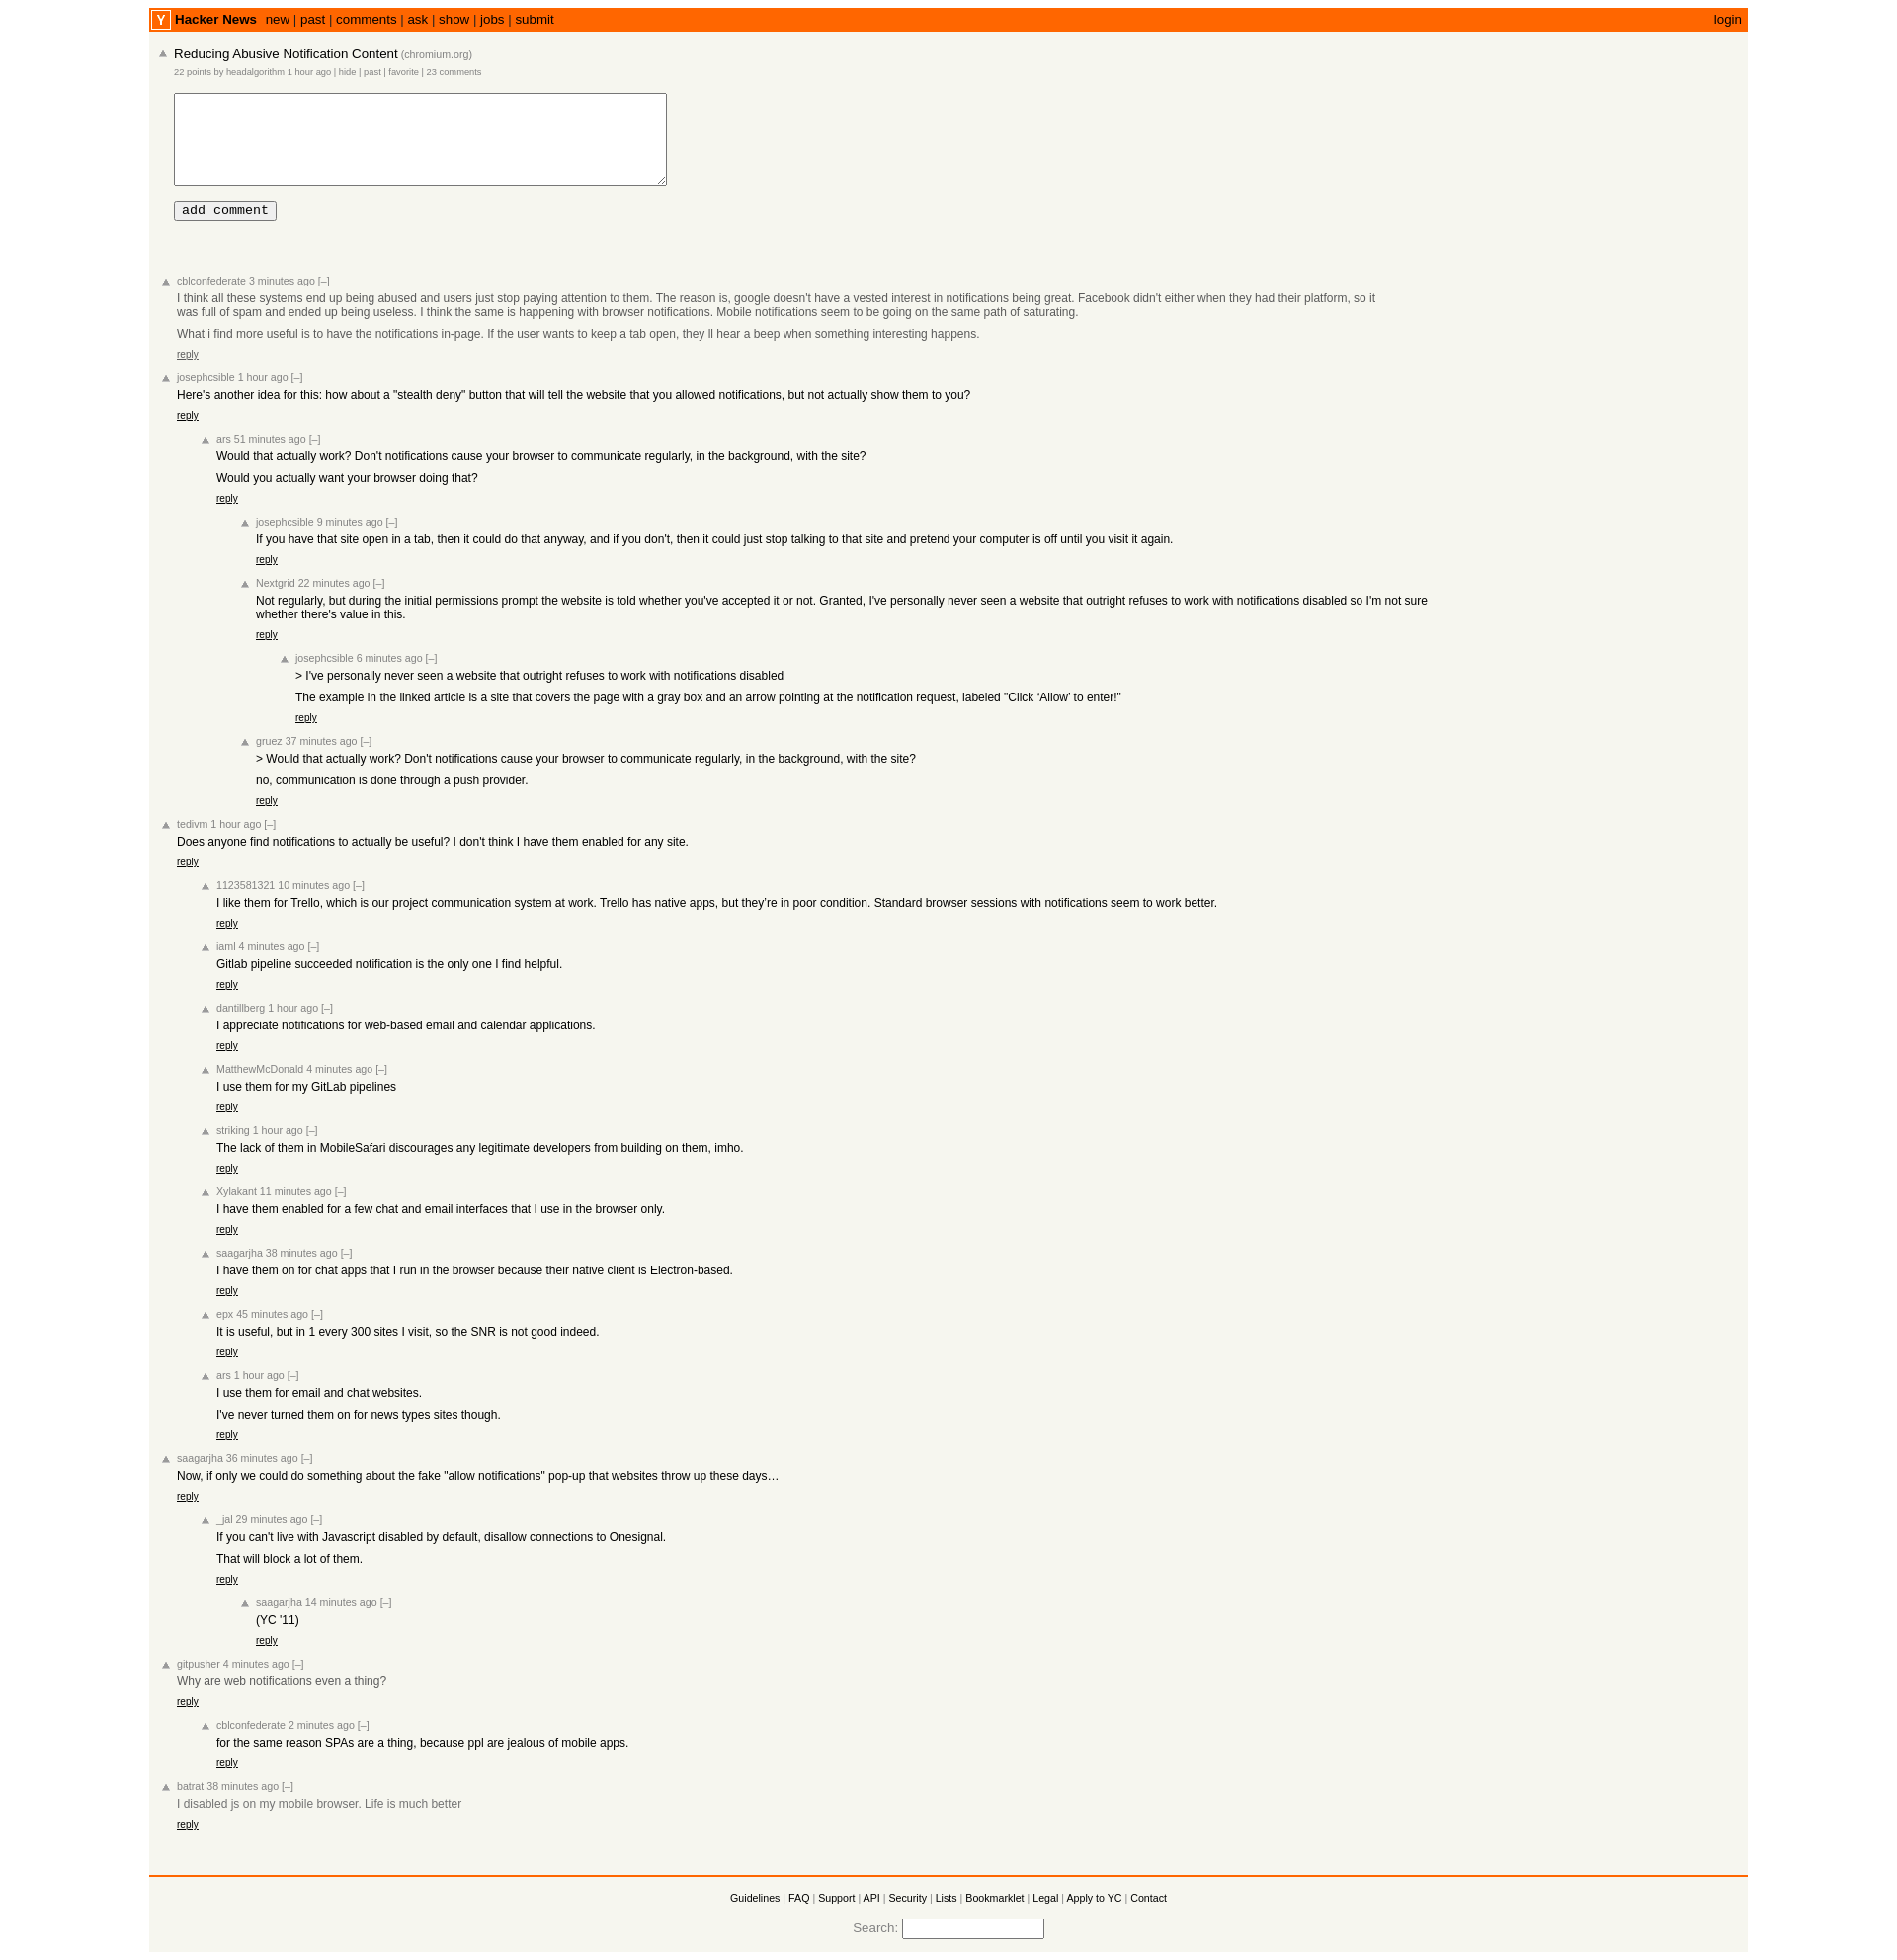 Y Hacker News new | past | comments | ask | show | jobs | submit login
Reducing Abusive Notification Content (chromium.org)
22 points by headalgorithm 1 hour ago | hide | past | favorite | 23 comments
add comment
cblconfederate 3 minutes ago [–]
I think all these systems end up being abused and users just stop paying attention to them. The reason is, google doesn't have a vested interest in notifications being great. Facebook didn't either when they had their platform, so it
was full of spam and ended up being useless. I think the same is happening with browser notifications. Mobile notifications seem to be going on the same path of saturating.
What i find more useful is to have the notifications in-page. If the user wants to keep a tab open, they ll hear a beep when something interesting happens.
reply
josephcsible 1 hour ago [–]
Here's another idea for this: how about a "stealth deny" button that will tell the website that you allowed notifications, but not actually show them to you?
reply
ars 51 minutes ago [–]
Would that actually work? Don't notifications cause your browser to communicate regularly, in the background, with the site?
Would you actually want your browser doing that?
reply
josephcsible 9 minutes ago [–]
If you have that site open in a tab, then it could do that anyway, and if you don't, then it could just stop talking to that site and pretend your computer is off until you visit it again.
reply
Nextgrid 22 minutes ago [–]
Not regularly, but during the initial permissions prompt the website is told whether you've accepted it or not. Granted, I've personally never seen a website that outright refuses to work with notifications disabled so I'm not sure
whether there's value in this.
reply
josephcsible 6 minutes ago [–]
> I've personally never seen a website that outright refuses to work with notifications disabled
The example in the linked article is a site that covers the page with a gray box and an arrow pointing at the notification request, labeled "Click ‘Allow’ to enter!"
reply
gruez 37 minutes ago [–]
> Would that actually work? Don't notifications cause your browser to communicate regularly, in the background, with the site?
no, communication is done through a push provider.
reply
tedivm 1 hour ago [–]
Does anyone find notifications to actually be useful? I don't think I have them enabled for any site.
reply
1123581321 10 minutes ago [–]
I like them for Trello, which is our project communication system at work. Trello has native apps, but they’re in poor condition. Standard browser sessions with notifications seem to work better.
reply
iaml 4 minutes ago [–]
Gitlab pipeline succeeded notification is the only one I find helpful.
reply
dantillberg 1 hour ago [–]
I appreciate notifications for web-based email and calendar applications.
reply
MatthewMcDonald 4 minutes ago [–]
I use them for my GitLab pipelines
reply
striking 1 hour ago [–]
The lack of them in MobileSafari discourages any legitimate developers from building on them, imho.
reply
Xylakant 11 minutes ago [–]
I have them enabled for a few chat and email interfaces that I use in the browser only.
reply
saagarjha 38 minutes ago [–]
I have them on for chat apps that I run in the browser because their native client is Electron-based.
reply
epx 45 minutes ago [–]
It is useful, but in 1 every 300 sites I visit, so the SNR is not good indeed.
reply
ars 1 hour ago [–]
I use them for email and chat websites.
I've never turned them on for news types sites though.
reply
saagarjha 36 minutes ago [–]
Now, if only we could do something about the fake "allow notifications" pop-up that websites throw up these days…
reply
_jal 29 minutes ago [–]
If you can't live with Javascript disabled by default, disallow connections to Onesignal.
That will block a lot of them.
reply
saagarjha 14 minutes ago [–]
(YC '11)
reply
gitpusher 4 minutes ago [–]
Why are web notifications even a thing?
reply
cblconfederate 2 minutes ago [–]
for the same reason SPAs are a thing, because ppl are jealous of mobile apps.
reply
batrat 38 minutes ago [–]
I disabled js on my mobile browser. Life is much better
reply
Guidelines | FAQ | Support | API | Security | Lists | Bookmarklet | Legal | Apply to YC | Contact
Search: